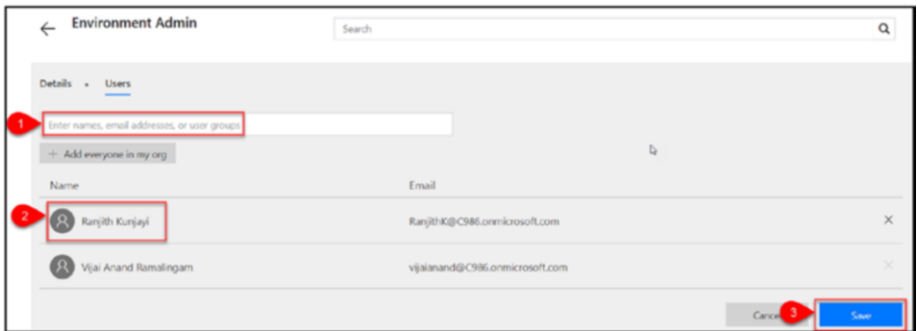 Environment Admin
Search
Details • Users
1 Enter names, email addresses, or user groups
+ Add everyone in my org
Name Email
2 Ranjith Kunjayi RanjithK@C986.onmicrosoft.com ×
Vijai Anand Ramalingam vijaianand@C986.onmicrosoft.com ×
Cancel 3 Save